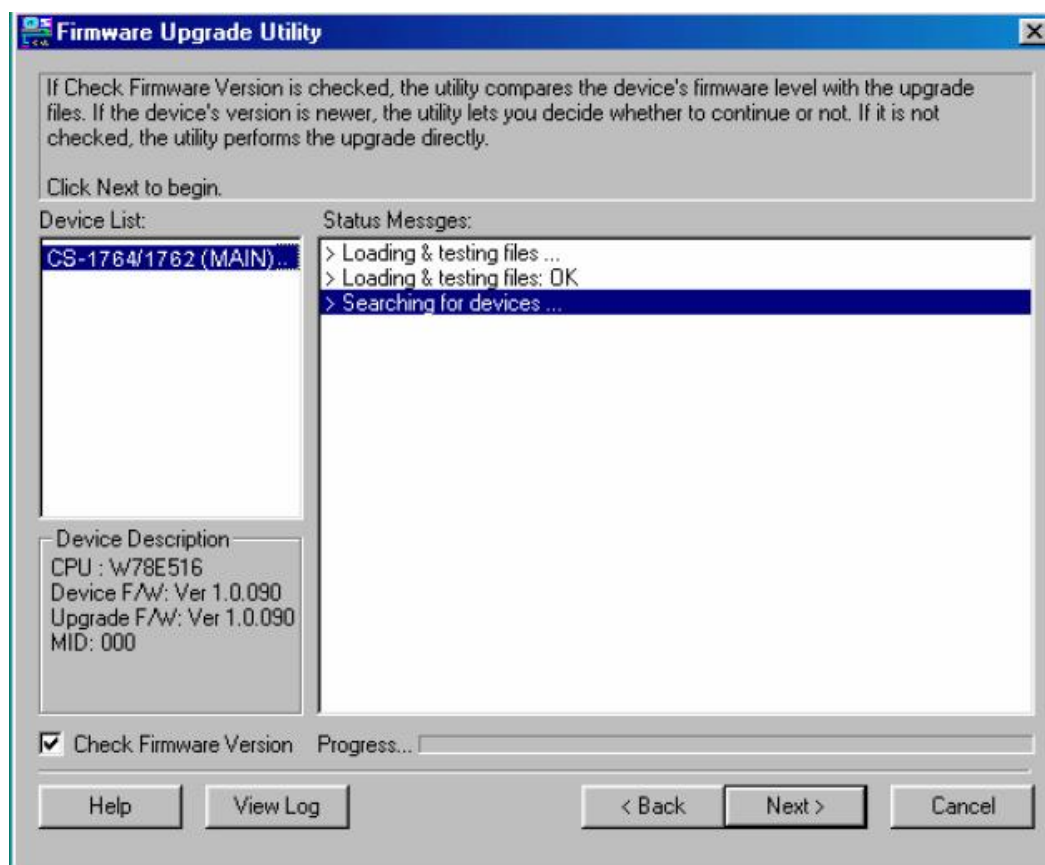 Firmware Upgrade Utility
If Check Firmware Version is checked, the utility compares the device's firmware level with the upgrade
files. If the device's version is newer, the utility lets you decide whether to continue or not. If it is not
checked, the utility performs the upgrade directly.
Click Next to begin.
Device List:
CS-1764/1762 (MAIN)...
Status Messges:
> Loading & testing files ...
> Loading & testing files: OK
> Searching for devices ...
Device Description
CPU : W78E516
Device F/W: Ver 1.0.090
Upgrade F/W: Ver 1.0.090
MID: 000
Check Firmware Version
Progress...
Help
View Log
< Back
Next >
Cancel